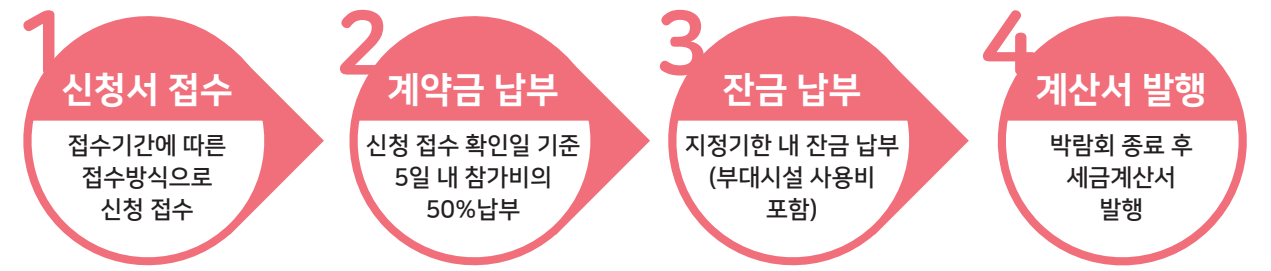 1
신청서 접수
접수기간에 따른
접수방식으로
신청 접수
2
계약금 납부
신청 접수 확인일 기준
5일 내 참가비의
50%납부
3
잔금 납부
지정기한 내 잔금 납부
(부대시설 사용비
포함)
4
계산서 발행
박람회 종료 후
세금계산서
발행